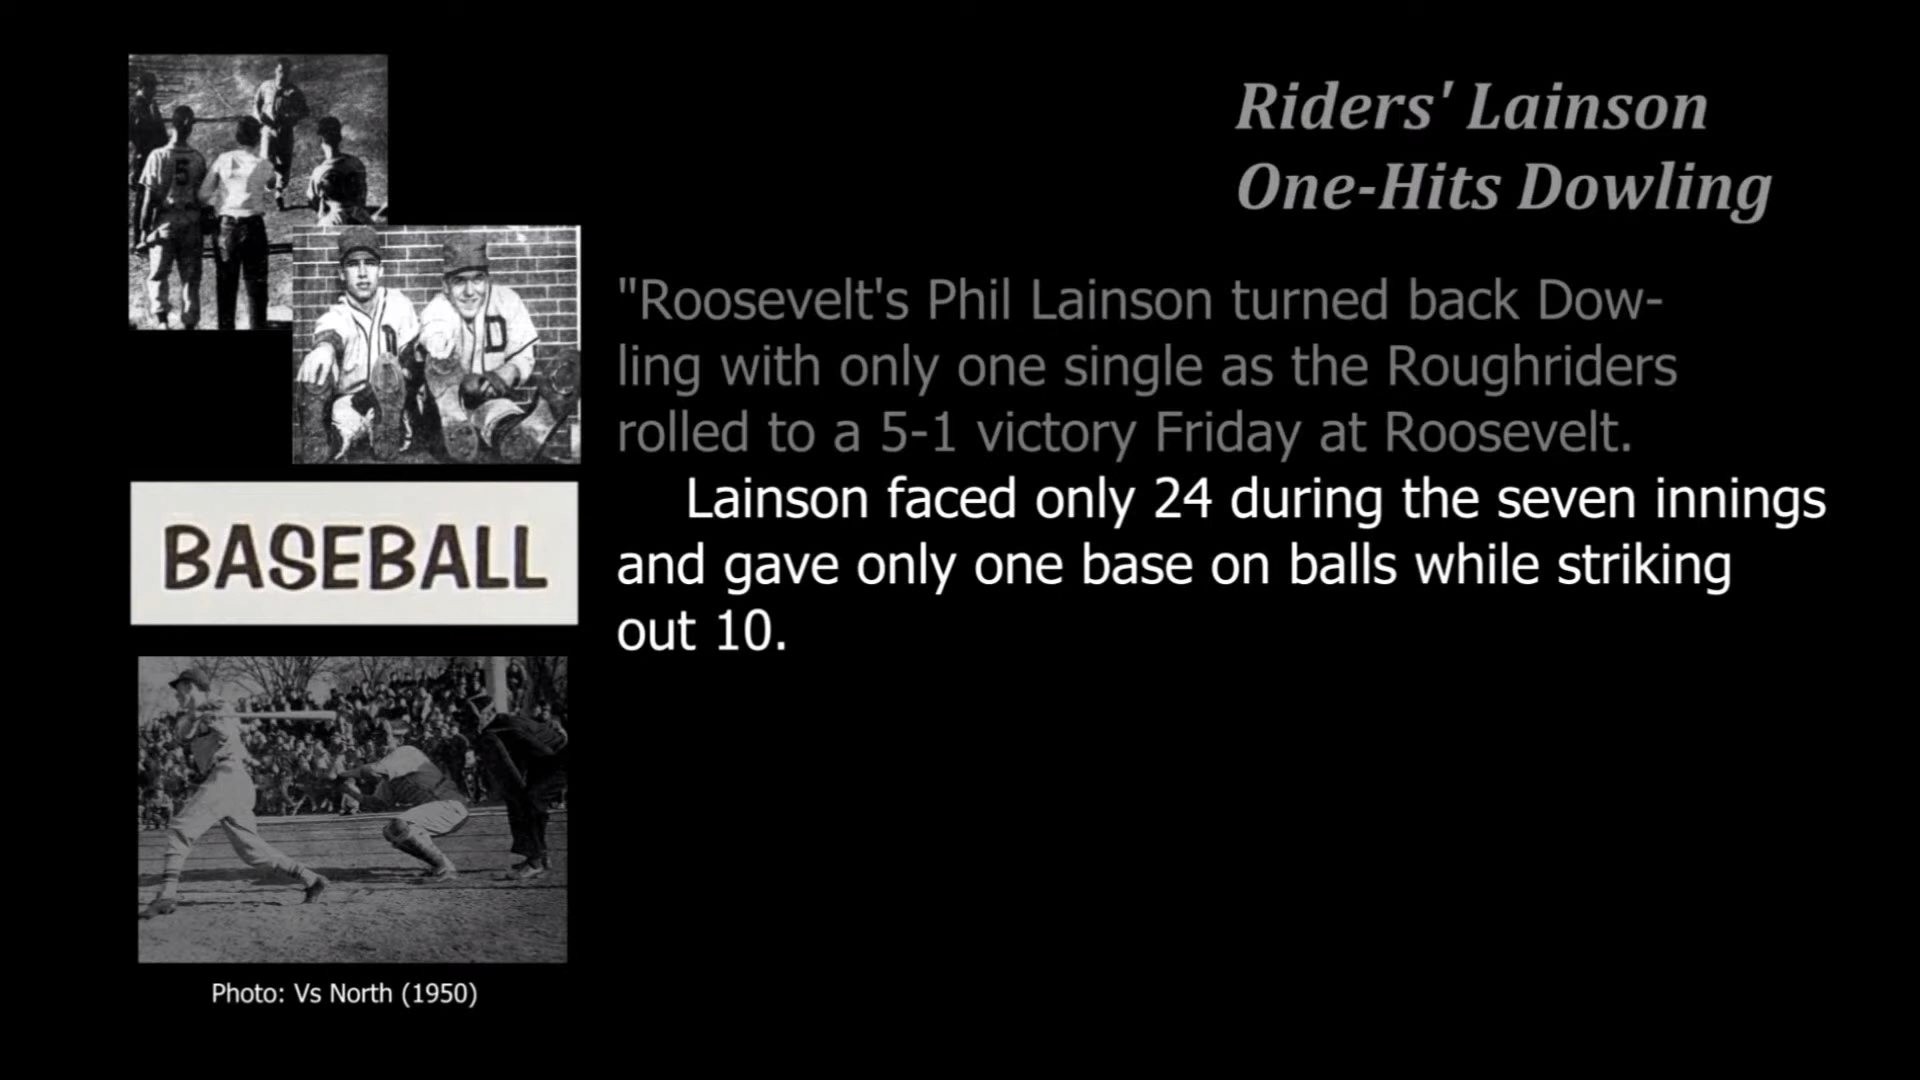 Riders' Lainson
One-Hits Dowling
"Roosevelt's Phil Lainson turned back Dow-
ling with only one single as the Roughriders
rolled to a 5-1 victory Friday at Roosevelt.
Lainson faced only 24 during the seven innings
and gave only one base on balls while striking
out 10.
5
D
BASEBALL
Photo: Vs North (1950)